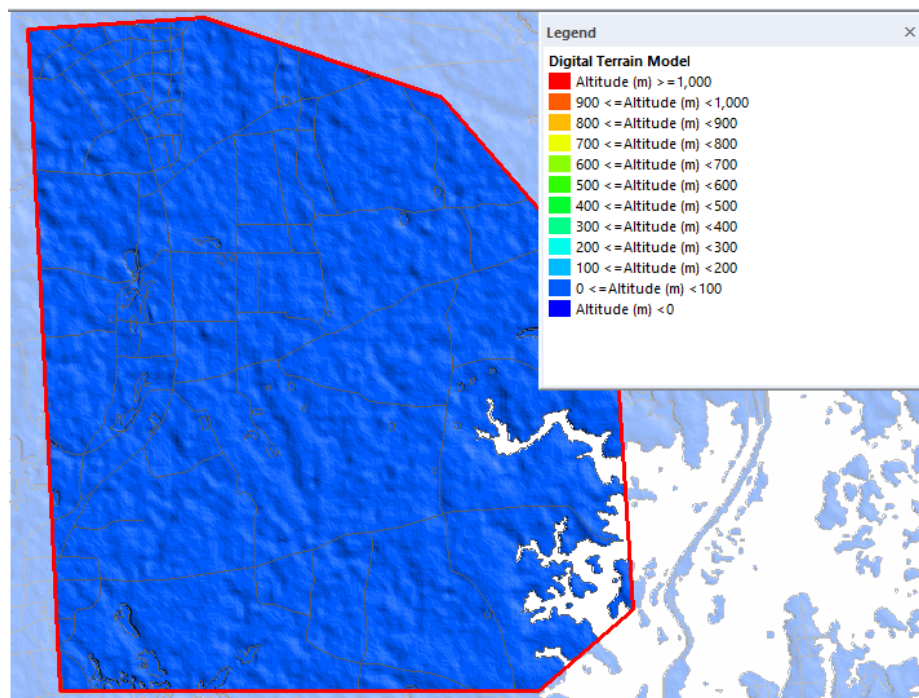 Legend
Digital Terrain Model
Altitude (m) >=1,000
900 <=Altitude (m) <1,000
800 <=Altitude (m) <900
700 <=Altitude (m) <800
600 <=Altitude (m) <700
500 <=Altitude (m) <600
400 <=Altitude (m) <500
300 <=Altitude (m) <400
200 <=Altitude (m) <300
100 <=Altitude (m) <200
0 <=Altitude (m) <100
Altitude (m) <0